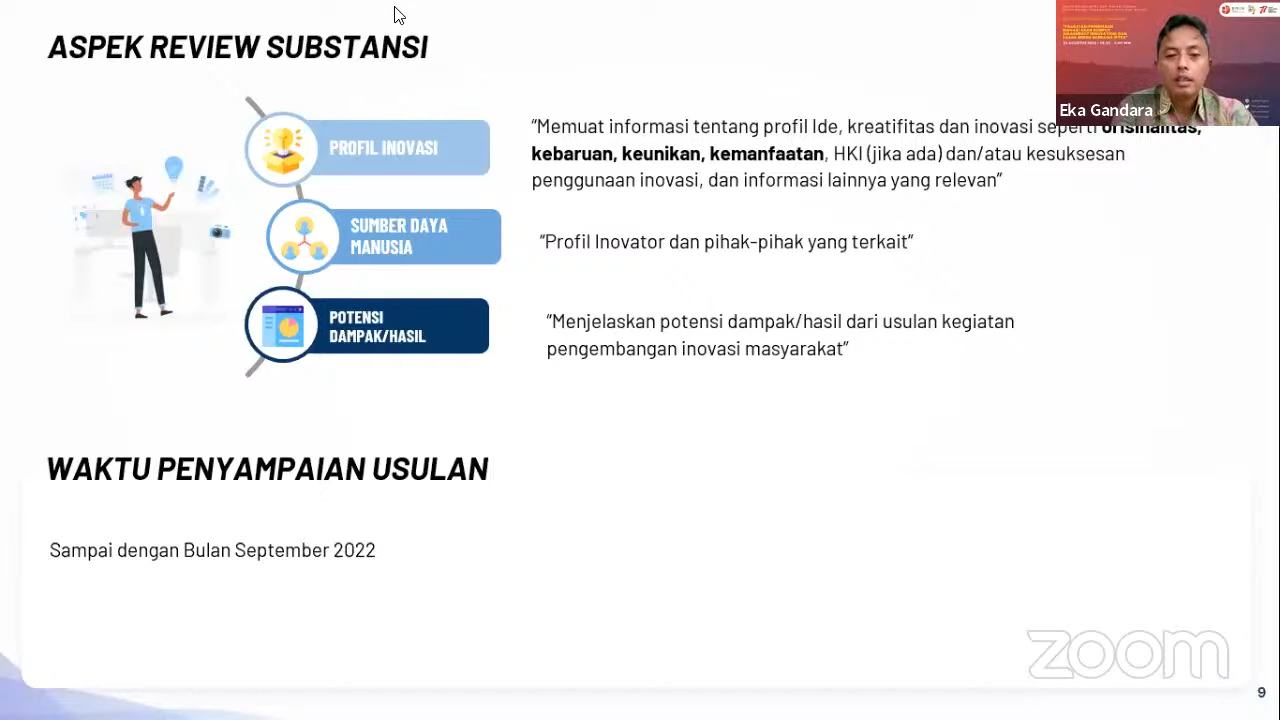 ASPEK REVIEW SUBSTANSI
Eka Gandara
PROFIL INOVASI
"Memuat informasi tentang profil Ide, kreatifitas dan inovasi seperti orisinalitas,
kebaruan, keunikan, kemanfaatan, HKI (jika ada) dan/atau kesuksesan
penggunaan inovasi, dan informasi lainnya yang relevan"
SUMBER DAYA
MANUSIA
"Profil Inovator dan pihak-pihak yang terkait"
POTENSI
DAMPAK/HASIL
"Menjelaskan potensi dampak/hasil dari usulan kegiatan
pengembangan inovasi masyarakat"
WAKTU PENYAMPAIAN USULAN
Sampai dengan Bulan September 2022
zoom
9